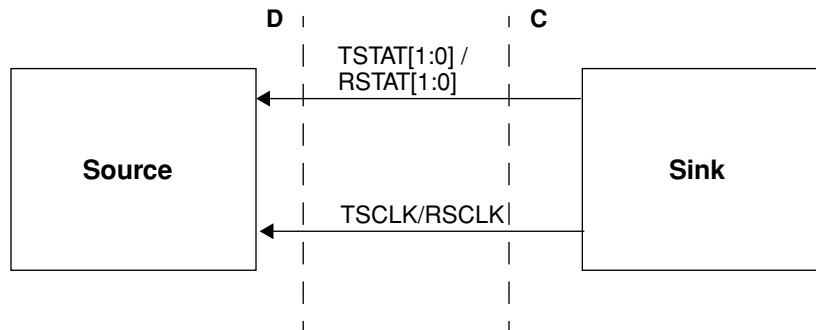 D C
TSTAT[1:0] /
RSTAT[1:0]
Source Sink
TSCLK/RSCLK